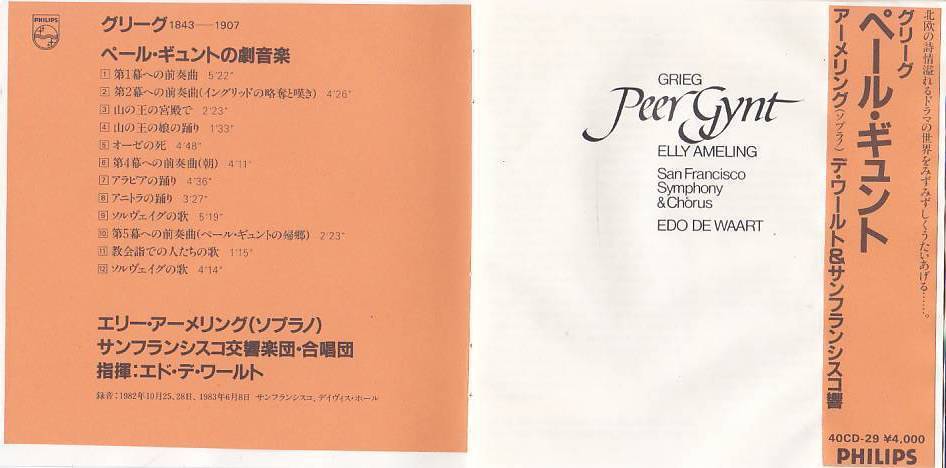 PHILIPS
グリーグ 1843—1907
ペール・ギュントの劇音楽
1 第1幕への前奏曲 5'22"
2 第2幕への前奏曲(イングリッドの略奪と嘆き) 4'26"
3 山の王の宮殿で 2'23"
4 山の王の娘の踊り 1'33"
5 オーゼの死 4'48"
6 第4幕への前奏曲(朝) 4'11"
7 アラビアの踊り 4'36"
8 アニトラの踊り 3'27"
9 ソルヴェイグの歌 5'19"
10 第5幕への前奏曲(ペール・ギュントの帰郷) 2'23"
11 教会詣での人たちの歌 1'15"
12 ソルヴェイグの歌 4'14"
エリー・アーメリング(ソプラノ)
サンフランシスコ交響楽団・合唱団
指揮:エド・デ・ワールト
録音:1982年10月25、28日、1983年6月8日 サンフランシスコ、デイヴィス・ホール
GRIEG
Peer Gynt
ELLY AMELING
San Francisco
Symphony
& Chorus
EDO DE WAART
北欧の詩情溢れるドラマの世界をみずみずしくうたいあげる……。
グリーグ
ペール・ギュント
アーメリング(ソプラノ) デ・ワールト&サンフランシスコ響
40CD-29 ¥4,000
PHILIPS